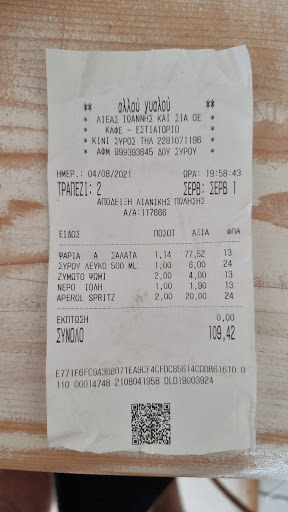 ** αλλού γυαλού **
* ΛΙΕΑΣ ΙΩΑΝΝΗΣ ΚΑΙ ΣΙΑ ΟΕ *
* ΚΑΦΕ - ΕΣΤΙΑΤΟΡΙΟ *
* ΚΙΝΙ ΣΥΡΟΣ ΤΗΛ 2281071196 *
* ΑΦΜ 999393645 ΔΟΥ ΣΥΡΟΥ *
ΗΜΕΡ.: 04/08/2021 ΩΡΑ: 19:58:43
ΤΡΑΠΕΖΙ: 2 ΣΕΡΒ: ΣΕΡΒ 1
ΑΠΟΔΕΙΞΗ ΛΙΑΝΙΚΗΣ ΠΩΛΗΣΗΣ
Α/Α:117666
ΕΙΔΟΣ ΠΟΣΟΤ ΑΞΙΑ ΦΠΑ
ΨΑΡΙΑ Α ΣΑΛΑΤΑ 1,14 77,52 13
ΣΥΡΟΥ ΛΕΥΚΟ 500 ML 1,00 6,00 24
ΖΥΜΩΤΟ ΨΩΜΙ 2,00 4,00 13
ΝΕΡΟ ΙΟΛΗ 1,00 1,90 13
APEROL SPRITZ 2,00 20,00 24
ΕΚΠΤΩΣΗ 0,00
ΣΥΝΟΛΟ 109,42
110 00014748 2108041958 DLD19003924